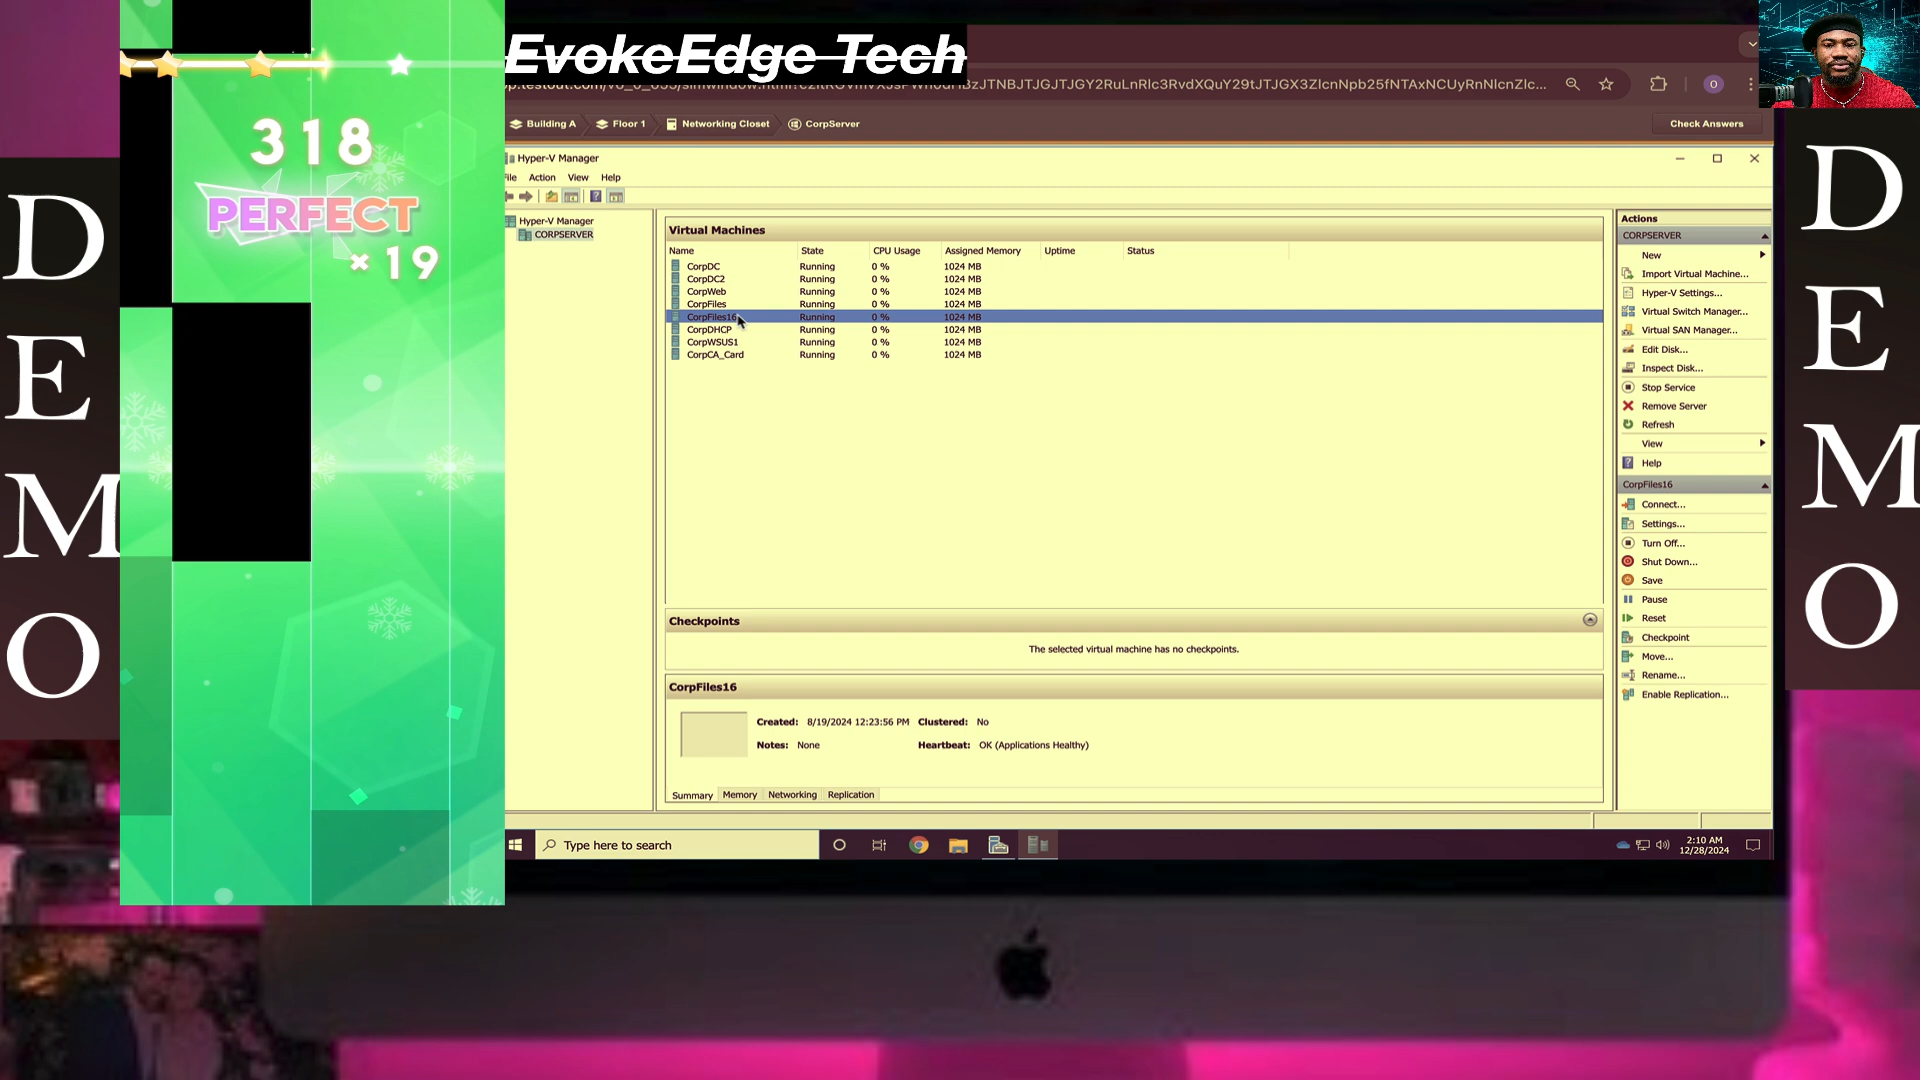 EvokeEdge Tech
318
PERFECT
×19
D
E
M
O
Building A
Floor 1
Networking Closet
CorpServer
Check Answers
Hyper-V Manager
Action View Help
Hyper-V Manager
CORPSERVER
Virtual Machines
Name State CPU Usage Assigned Memory Uptime Status
CorpDC Running 0 % 1024 MB
CorpDC2 Running 0 % 1024 MB
CorpWeb Running 0 % 1024 MB
CorpFiles Running 0 % 1024 MB
CorpFiles16 Running 0 % 1024 MB
CorpDHCP Running 0 % 1024 MB
CorpWSUS1 Running 0 % 1024 MB
CorpCA_Card Running 0 % 1024 MB
Checkpoints
The selected virtual machine has no checkpoints.
CorpFiles16
Created: 8/19/2024 12:23:56 PM Clustered: No
Notes: None Heartbeat: OK (Applications Healthy)
Summary Memory Networking Replication
Actions
CORPSERVER
New
Import Virtual Machine...
Hyper-V Settings...
Virtual Switch Manager...
Virtual SAN Manager...
Edit Disk...
Inspect Disk...
Stop Service
Remove Server
Refresh
View
Help
CorpFiles16
Connect...
Settings...
Turn Off...
Shut Down...
Save
Pause
Reset
Checkpoint
Move...
Rename...
Enable Replication...
Type here to search
2:10 AM
12/28/2024
D
E
M
O